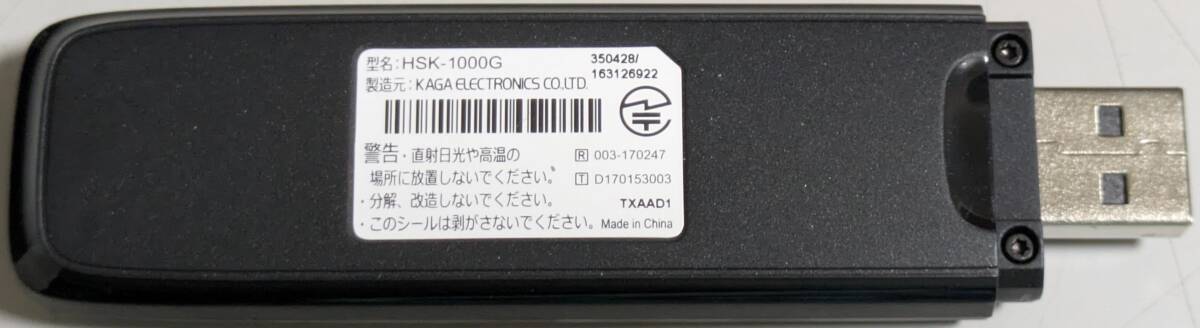 型名:HSK-1000G
350428/
163126922
製造元:KAGA ELECTRONICS CO.,LTD.
警告・直射日光や高温の
場所に放置しないでください。
・分解、改造しないでください。
・このシールは剥がさないでください。
R 003-170247
T D170153003
TXAAD1
Made in China